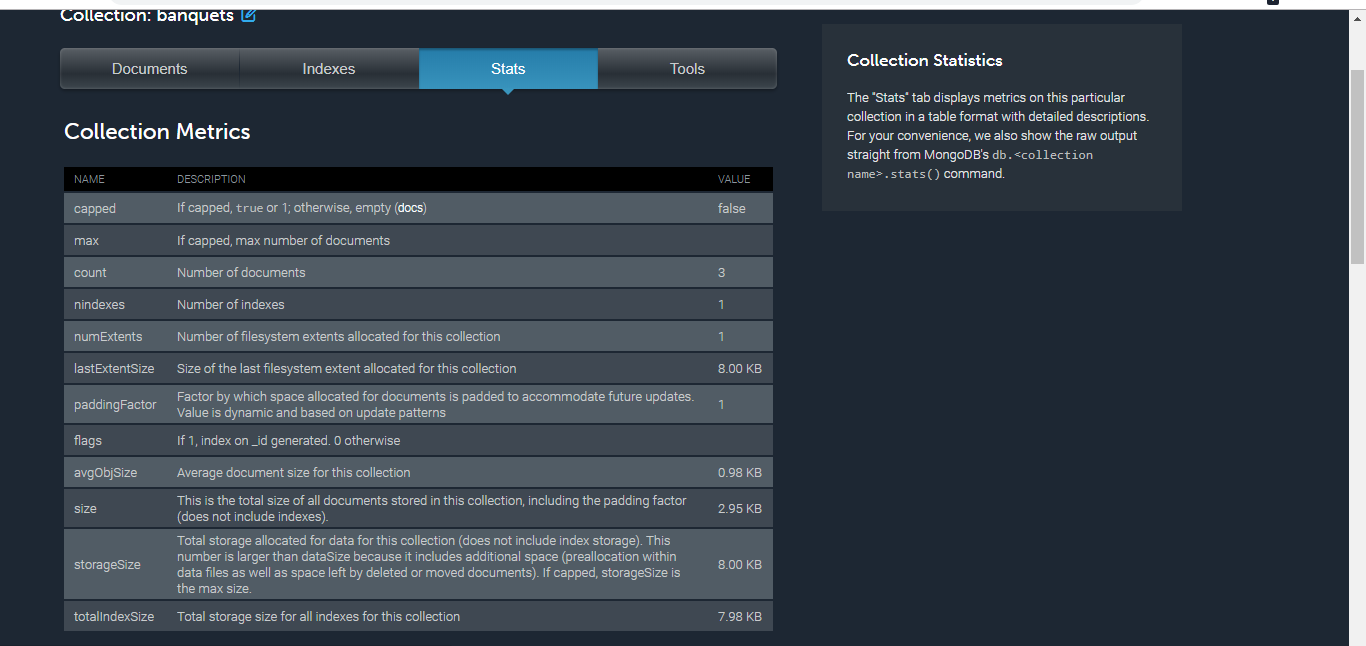 Collection: banquets
Documents Indexes Stats Tools
Collection Metrics
NAME DESCRIPTION VALUE
capped If capped, true or 1; otherwise, empty (docs) false
max If capped, max number of documents
count Number of documents 3
nindexes Number of indexes 1
numExtents Number of filesystem extents allocated for this collection 1
lastExtentSize Size of the last filesystem extent allocated for this collection 8.00 KB
paddingFactor Factor by which space allocated for documents is padded to accommodate future updates.
Value is dynamic and based on update patterns 1
flags If 1, index on _id generated. 0 otherwise
avgObjSize Average document size for this collection 0.98 KB
size This is the total size of all documents stored in this collection, including the padding factor
(does not include indexes). 2.95 KB
storageSize Total storage allocated for data for this collection (does not include index storage). This
number is larger than dataSize because it includes additional space (preallocation within
data files as well as space left by deleted or moved documents). If capped, storageSize is
the max size. 8.00 KB
totalIndexSize Total storage size for all indexes for this collection 7.98 KB
Collection Statistics
The "Stats" tab displays metrics on this particular
collection in a table format with detailed descriptions.
For your convenience, we also show the raw output
straight from MongoDB's db.<collection
name>.stats() command.